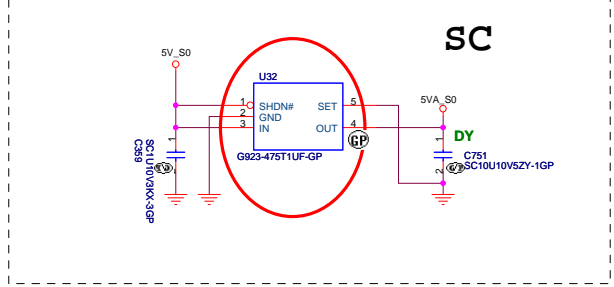 SC
5V_S0
U32
5VA_S0
1
SHDN#
SET
5
2
GND
3
IN
OUT
4
GP
DY
G923-475T1UF-GP
1
C359
SC1U10V3KX-3GP
2
1
C751
SC10U10V5ZY-1GP
2